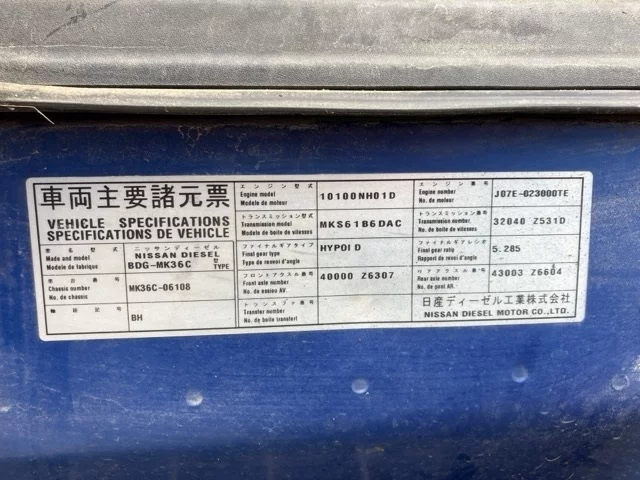 車両主要諸元票
VEHICLE SPECIFICATIONS
SPECIFICATIONS DE VEHICLE
車名型式
Made and model
Modele de fabrique
ニッサンディーゼル
NISSAN DIESEL
BDG-MK36C 型 TYPE
車台番号
Chassis number
No. de chassis
MK36C-06108
BH
エンジン型式
Engine model
Modele de moteur
10100NH01D
エンジン番号
Engine number
No. de moteur
J07E-023000TE
トランスミッション型式
Transmission model
Modele de boite de vitesses
MKS61B6DAC
トランスミッション番号
Transmission number
No. de boite de vitesses
32040 Z531D
ファイナルギアタイプ
Final gear type
Type de renvoi d'angle
HYPOID
ファイナルギアレシオ
Final gear ratio
Rapport de renvoi d'angle
5.285
フロントアクスル番号
Front axle number
No. de essieu AV.
40000 Z6307
リアアクスル番号
Rear axle number
No. de pont AR.
43003 Z6604
トランスファ番号
Transfer number
No. de boite transfert
日産ディーゼル工業株式会社
NISSAN DIESEL MOTOR CO.,LTD.